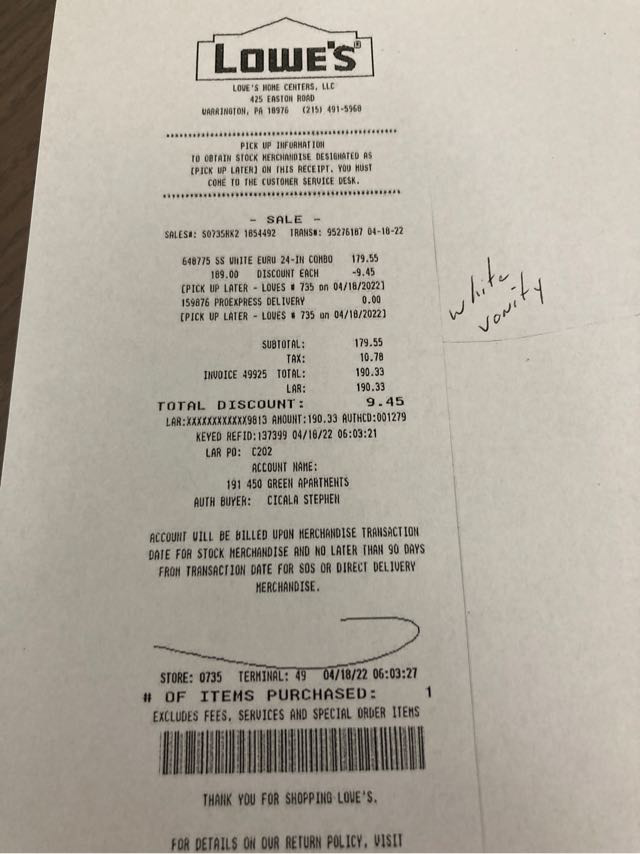 LOWE'S®
LOWE'S HOME CENTERS, LLC
425 EASTON ROAD
WARRINGTON, PA 18976 (215) 491-5960
PICK UP INFORMATION
TO OBTAIN STOCK MERCHANDISE DESIGNATED AS
[PICK UP LATER] ON THIS RECEIPT, YOU MUST
COME TO THE CUSTOMER SERVICE DESK.
- SALE -
SALES#: S0735HK2 1854492 TRANS#: 95276187 04-18-22
648775 SS WHITE EURO 24-IN COMBO 179.55
189.00 DISCOUNT EACH -9.45
[PICK UP LATER - LOWES # 735 on 04/18/2022]
159876 PROEXPRESS DELIVERY 0.00
[PICK UP LATER - LOWES # 735 on 04/18/2022]
white
vanity
SUBTOTAL: 179.55
TAX: 10.78
INVOICE 49925 TOTAL: 190.33
LAR: 190.33
TOTAL DISCOUNT: 9.45
LAR:XXXXXXXXXXXX9813 AMOUNT:190.33 AUTHCD:001279
KEYED REFID:137399 04/18/22 06:03:21
LAR PO: C202
ACCOUNT NAME:
191 450 GREEN APARTMENTS
AUTH BUYER: CICALA STEPHEN
ACCOUNT WILL BE BILLED UPON MERCHANDISE TRANSACTION
DATE FOR STOCK MERCHANDISE AND NO LATER THAN 90 DAYS
FROM TRANSACTION DATE FOR SOS OR DIRECT DELIVERY
MERCHANDISE.
STORE: 0735 TERMINAL: 49 04/18/22 06:03:27
# OF ITEMS PURCHASED: 1
EXCLUDES FEES, SERVICES AND SPECIAL ORDER ITEMS
THANK YOU FOR SHOPPING LOWE'S.
FOR DETAILS ON OUR RETURN POLICY, VISIT